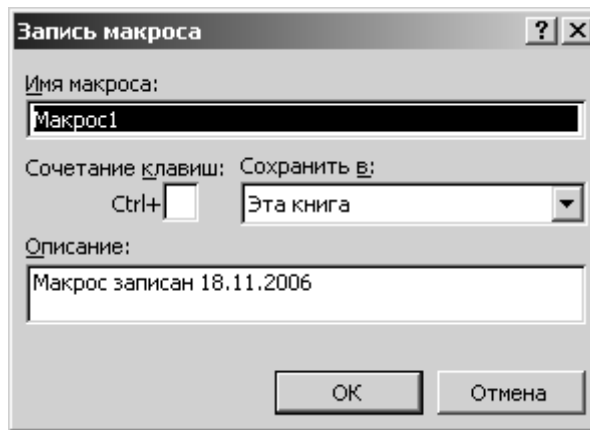 Запись макроса
Имя макроса:
Макрос1
Сочетание клавиш: Сохранить в:
Ctrl+ Эта книга
Описание:
Макрос записан 18.11.2006
ОК Отмена